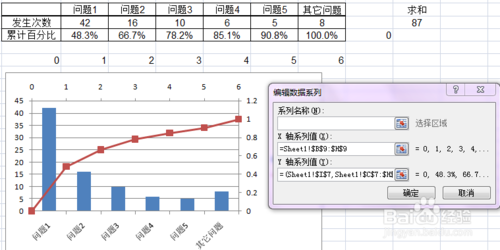 问题1 问题2 问题3 问题4 问题5 其它问题 求和
发生次数 42 16 10 6 5 8 87
累计百分比 48.3% 66.7% 78.2% 85.1% 90.8% 100.0% 0
0 1 2 3 4 5 6
0 1 2 3 4 5 6
45
40
35
30
25
20
15
10
5
0
1.2
1
0.8
0.6
0.4
0.2
0
问题1 问题2 问题3 问题4 问题5 其它问题
编辑数据系列
系列名称(N):
选择区域
X 轴系列值(X):
=Sheet1!$B$9:$H$9 = 0, 1, 2, 3, 4,...
Y 轴系列值(Y):
=(Sheet1!$I$7,Sheet1!$C$7:$H = 0, 48.3%, 66.7...
确定 取消
Baidu